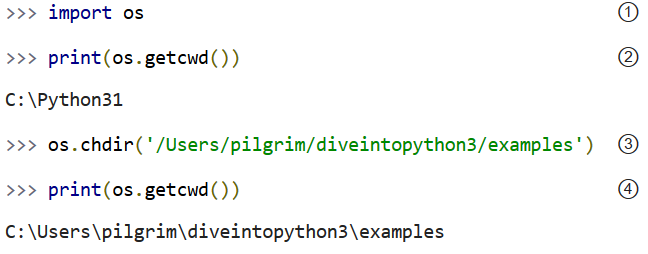 >>> import os ①
>>> print(os.getcwd()) ②
C:\Python31
>>> os.chdir('/Users/pilgrim/diveintopython3/examples') ③
>>> print(os.getcwd()) ④
C:\Users\pilgrim\diveintopython3\examples